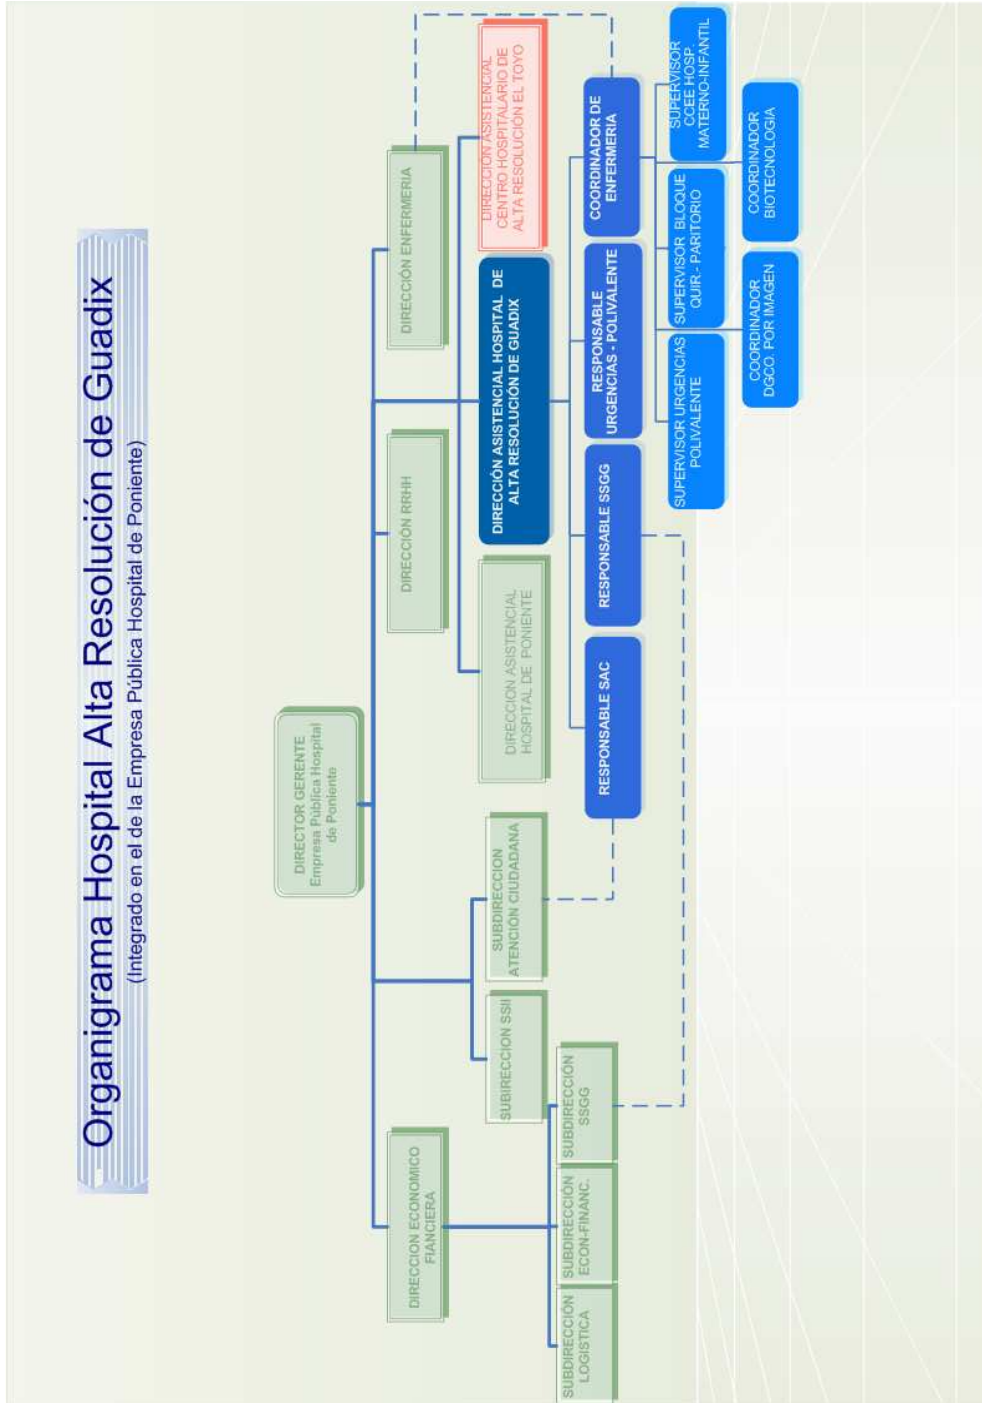 Organigrama Hospital Alta Resolución de Guadix
(Integrado en el de la Empresa Pública Hospital de Poniente)
DIRECTOR GERENTE
Empresa Pública Hospital
de Poniente
DIRECCION ECONOMICO
FIANCIERA
DIRECCIÓN RRHH
DIRECCIÓN ENFERMERIA
SUBIRECCION SSII
SUBDIRECCION
ATENCIÓN CIUDADANA
DIRECCION ASISTENCIAL
HOSPITAL DE PONIENTE
DIRECCIÓN ASISTENCIAL HOSPITAL DE
ALTA RESOLUCIÓN DE GUADIX
DIRECCIÓN ASISTENCIAL
CENTRO HOSPITALARIO DE
ALTA RESOLUCIÓN EL TOYO
SUBDIRECCIÓN
LOGISTICA
SUBDIRECCIÓN
ECON-FINANC.
SUBDIRECCIÓN
SSGG
RESPONSABLE SAC
RESPONSABLE SSGG
RESPONSABLE
URGENCIAS - POLIVALENTE
COORDINADOR DE
ENFERMERIA
SUPERVISOR URGENCIAS
POLIVALENTE
SUPERVISOR BLOQUE
QUIR.- PARITORIO
SUPERVISOR
CCEE HOSP.
MATERNO-INFANTIL
COORDINADOR
DGCO. POR IMAGEN
COORDINADOR
BIOTECNOLOGIA